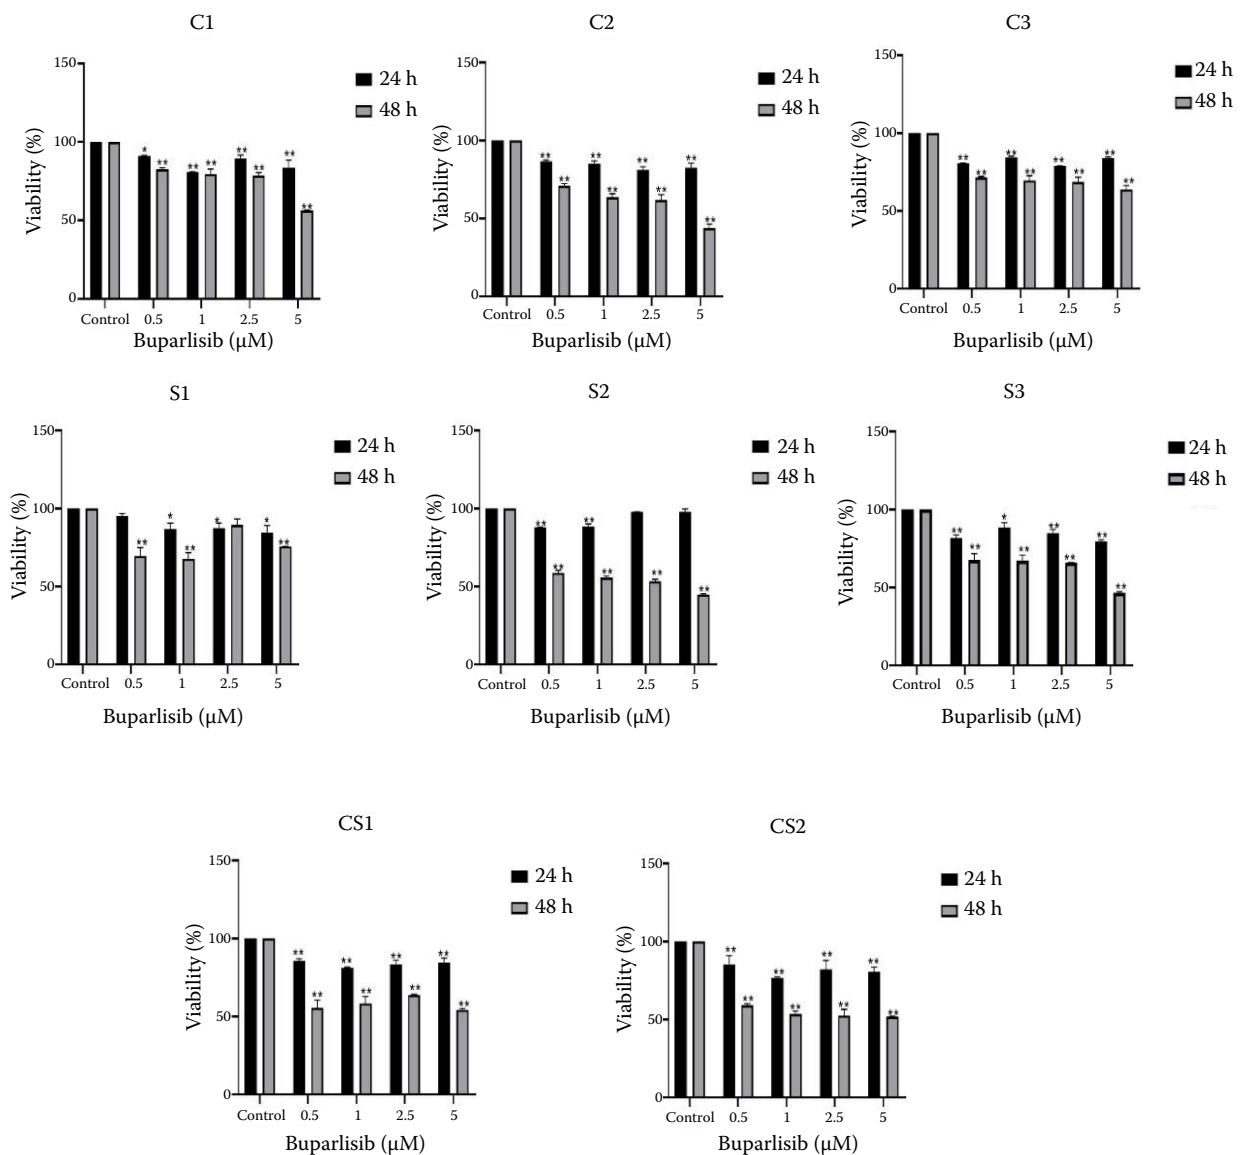 C1
150
100
50
0
Viability (%)
24 h
48 h
* ** ** ** ** ** ** **
Control 0.5 1 2.5 5
Buparlisib (μM)
C2
150
100
50
0
Viability (%)
24 h
48 h
** ** ** ** ** ** ** **
Control 0.5 1 2.5 5
Buparlisib (μM)
C3
150
100
50
0
Viability (%)
24 h
48 h
** ** ** ** ** ** ** **
Control 0.5 1 2.5 5
Buparlisib (μM)
S1
150
100
50
0
Viability (%)
24 h
48 h
** * ** * * **
Control 0.5 1 2.5 5
Buparlisib (μM)
S2
150
100
50
0
Viability (%)
24 h
48 h
** ** ** ** ** **
Control 0.5 1 2.5 5
Buparlisib (μM)
S3
150
100
50
0
Viability (%)
24 h
48 h
** ** * ** ** ** ** **
Control 0.5 1 2.5 5
Buparlisib (μM)
CS1
150
100
50
0
Viability (%)
24 h
48 h
** ** ** ** ** ** ** **
Control 0.5 1 2.5 5
Buparlisib (μM)
CS2
150
100
50
0
Viability (%)
24 h
48 h
** ** ** ** ** ** ** **
Control 0.5 1 2.5 5
Buparlisib (μM)